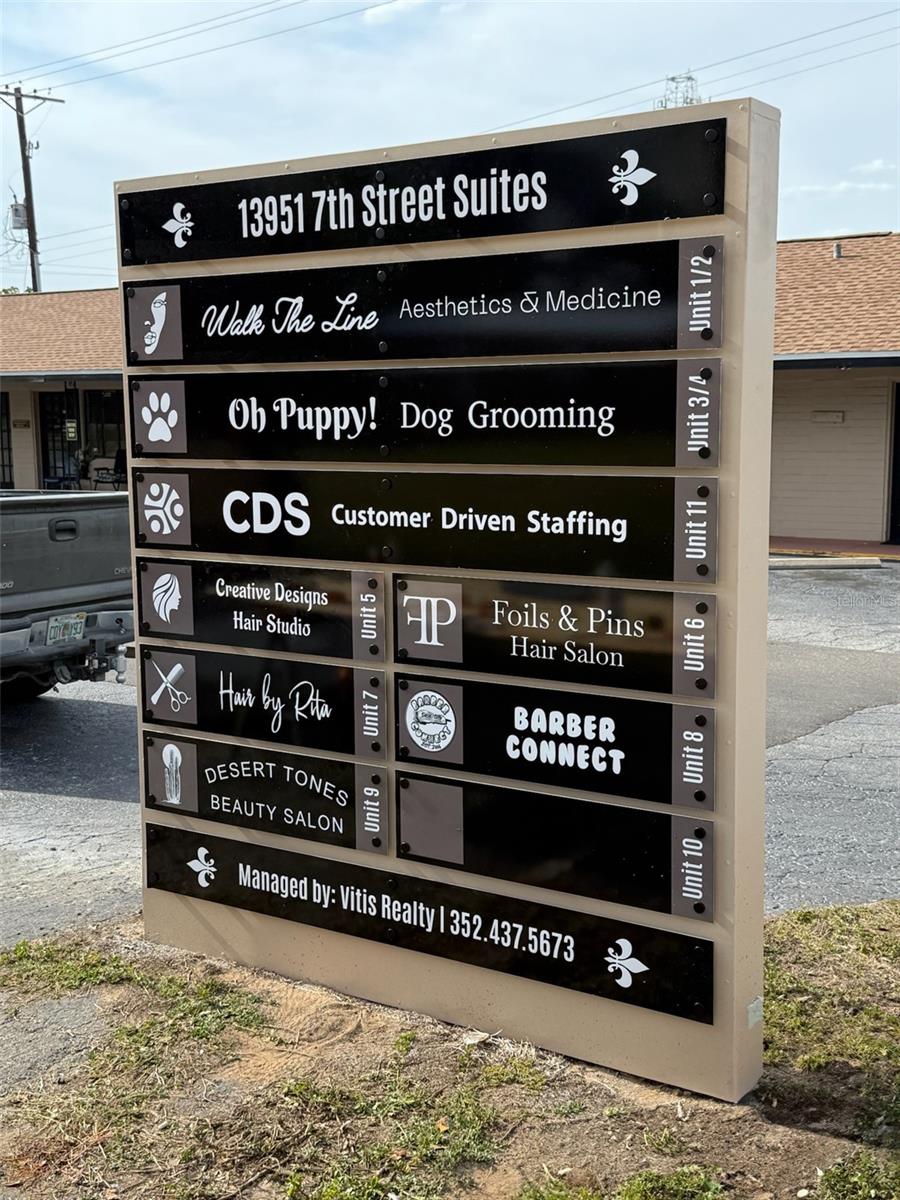 13951 7th Street Suites
Walk The Line Aesthetics & Medicine Unit 1/2
Oh Puppy! Dog Grooming Unit 3/4
CDS Customer Driven Staffing Unit 11
Creative Designs
Hair Studio
Unit 5
FP
Foils & Pins
Hair Salon
Unit 6
Hair by Rita
Unit 7
BARBER
CONNECT
BARBER
CONNECT
Unit 8
DESERT TONES
BEAUTY SALON
Unit 9
Unit 10
Managed by: Vitis Realty | 352.437.5673
StellarMLS